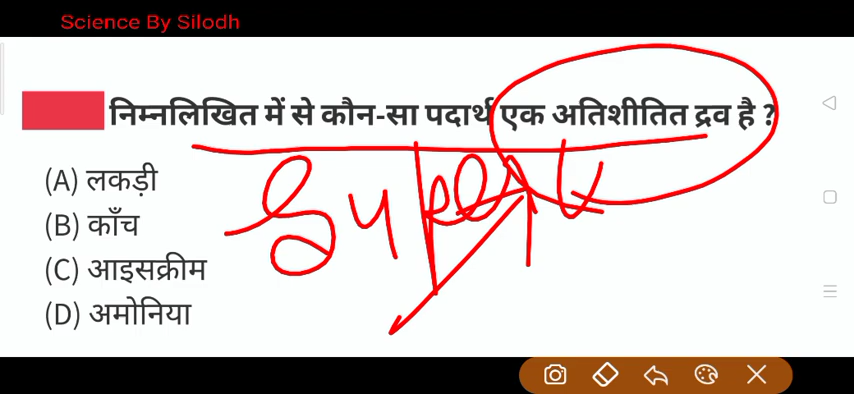 Science By Silodh
निम्नलिखित में से कौन-सा पदार्थ एक अतिशीतित द्रव है ?
(A) लकड़ी
(B) काँच
(C) आइसक्रीम
(D) अमोनिया